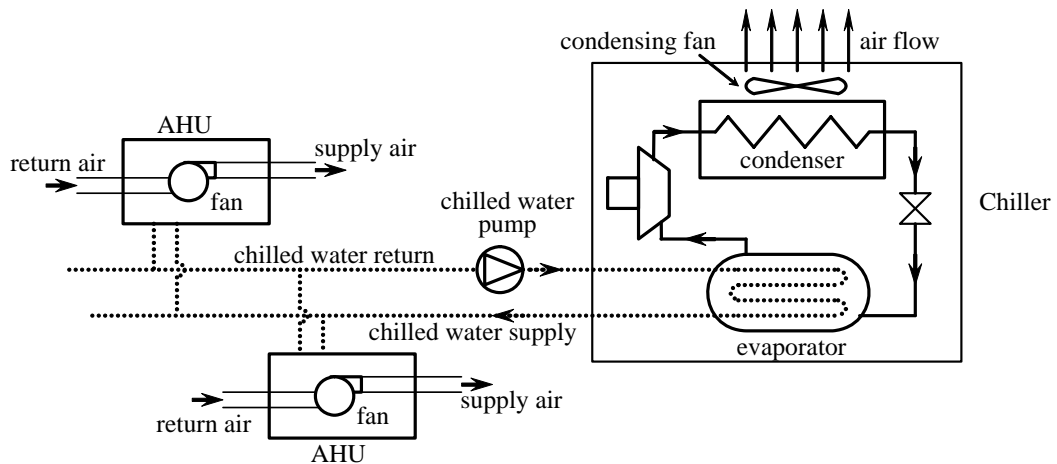 condensing fan
air flow
AHU
return air
supply air
fan
condenser
chilled water
pump
Chiller
chilled water return
chilled water supply
evaporator
return air
fan
supply air
AHU